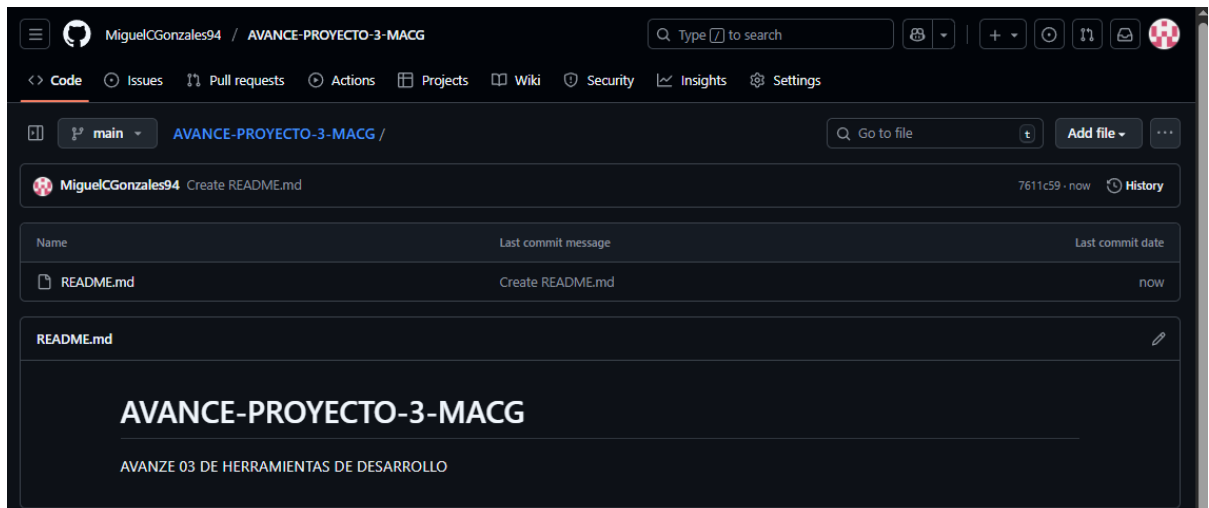 MiguelCGonzales94 / AVANCE-PROYECTO-3-MACG
Type / to search
Code Issues Pull requests Actions Projects Wiki Security Insights Settings
main AVANCE-PROYECTO-3-MACG /
Go to file t Add file
MiguelCGonzales94 Create README.md 7611c59 · now History
Name Last commit message Last commit date
README.md Create README.md now
README.md
AVANCE-PROYECTO-3-MACG
AVANZE 03 DE HERRAMIENTAS DE DESARROLLO